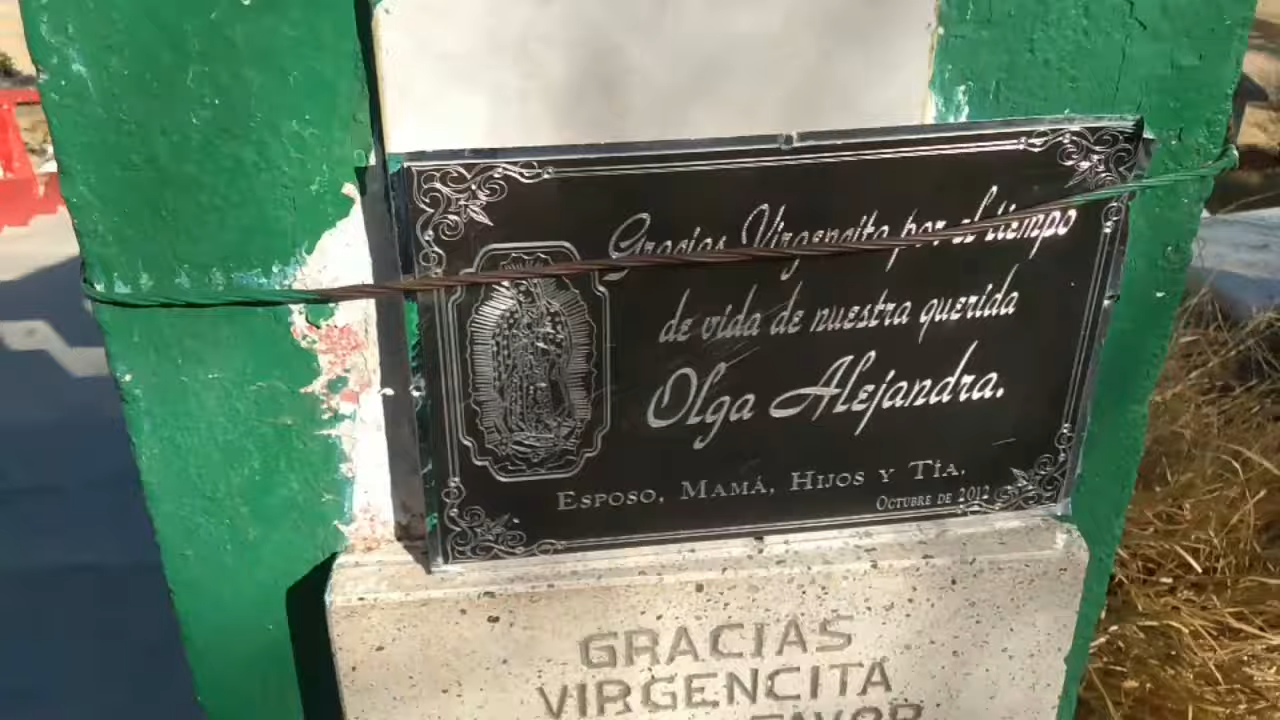 Gracias Virgencita por el tiempo
de vida de nuestra querida
Olga Alejandra.
ESPOSO, MAMÁ, HIJOS Y TÍA.
OCTUBRE DE 2012
GRACIAS
VIRGENCITA
FAVOR